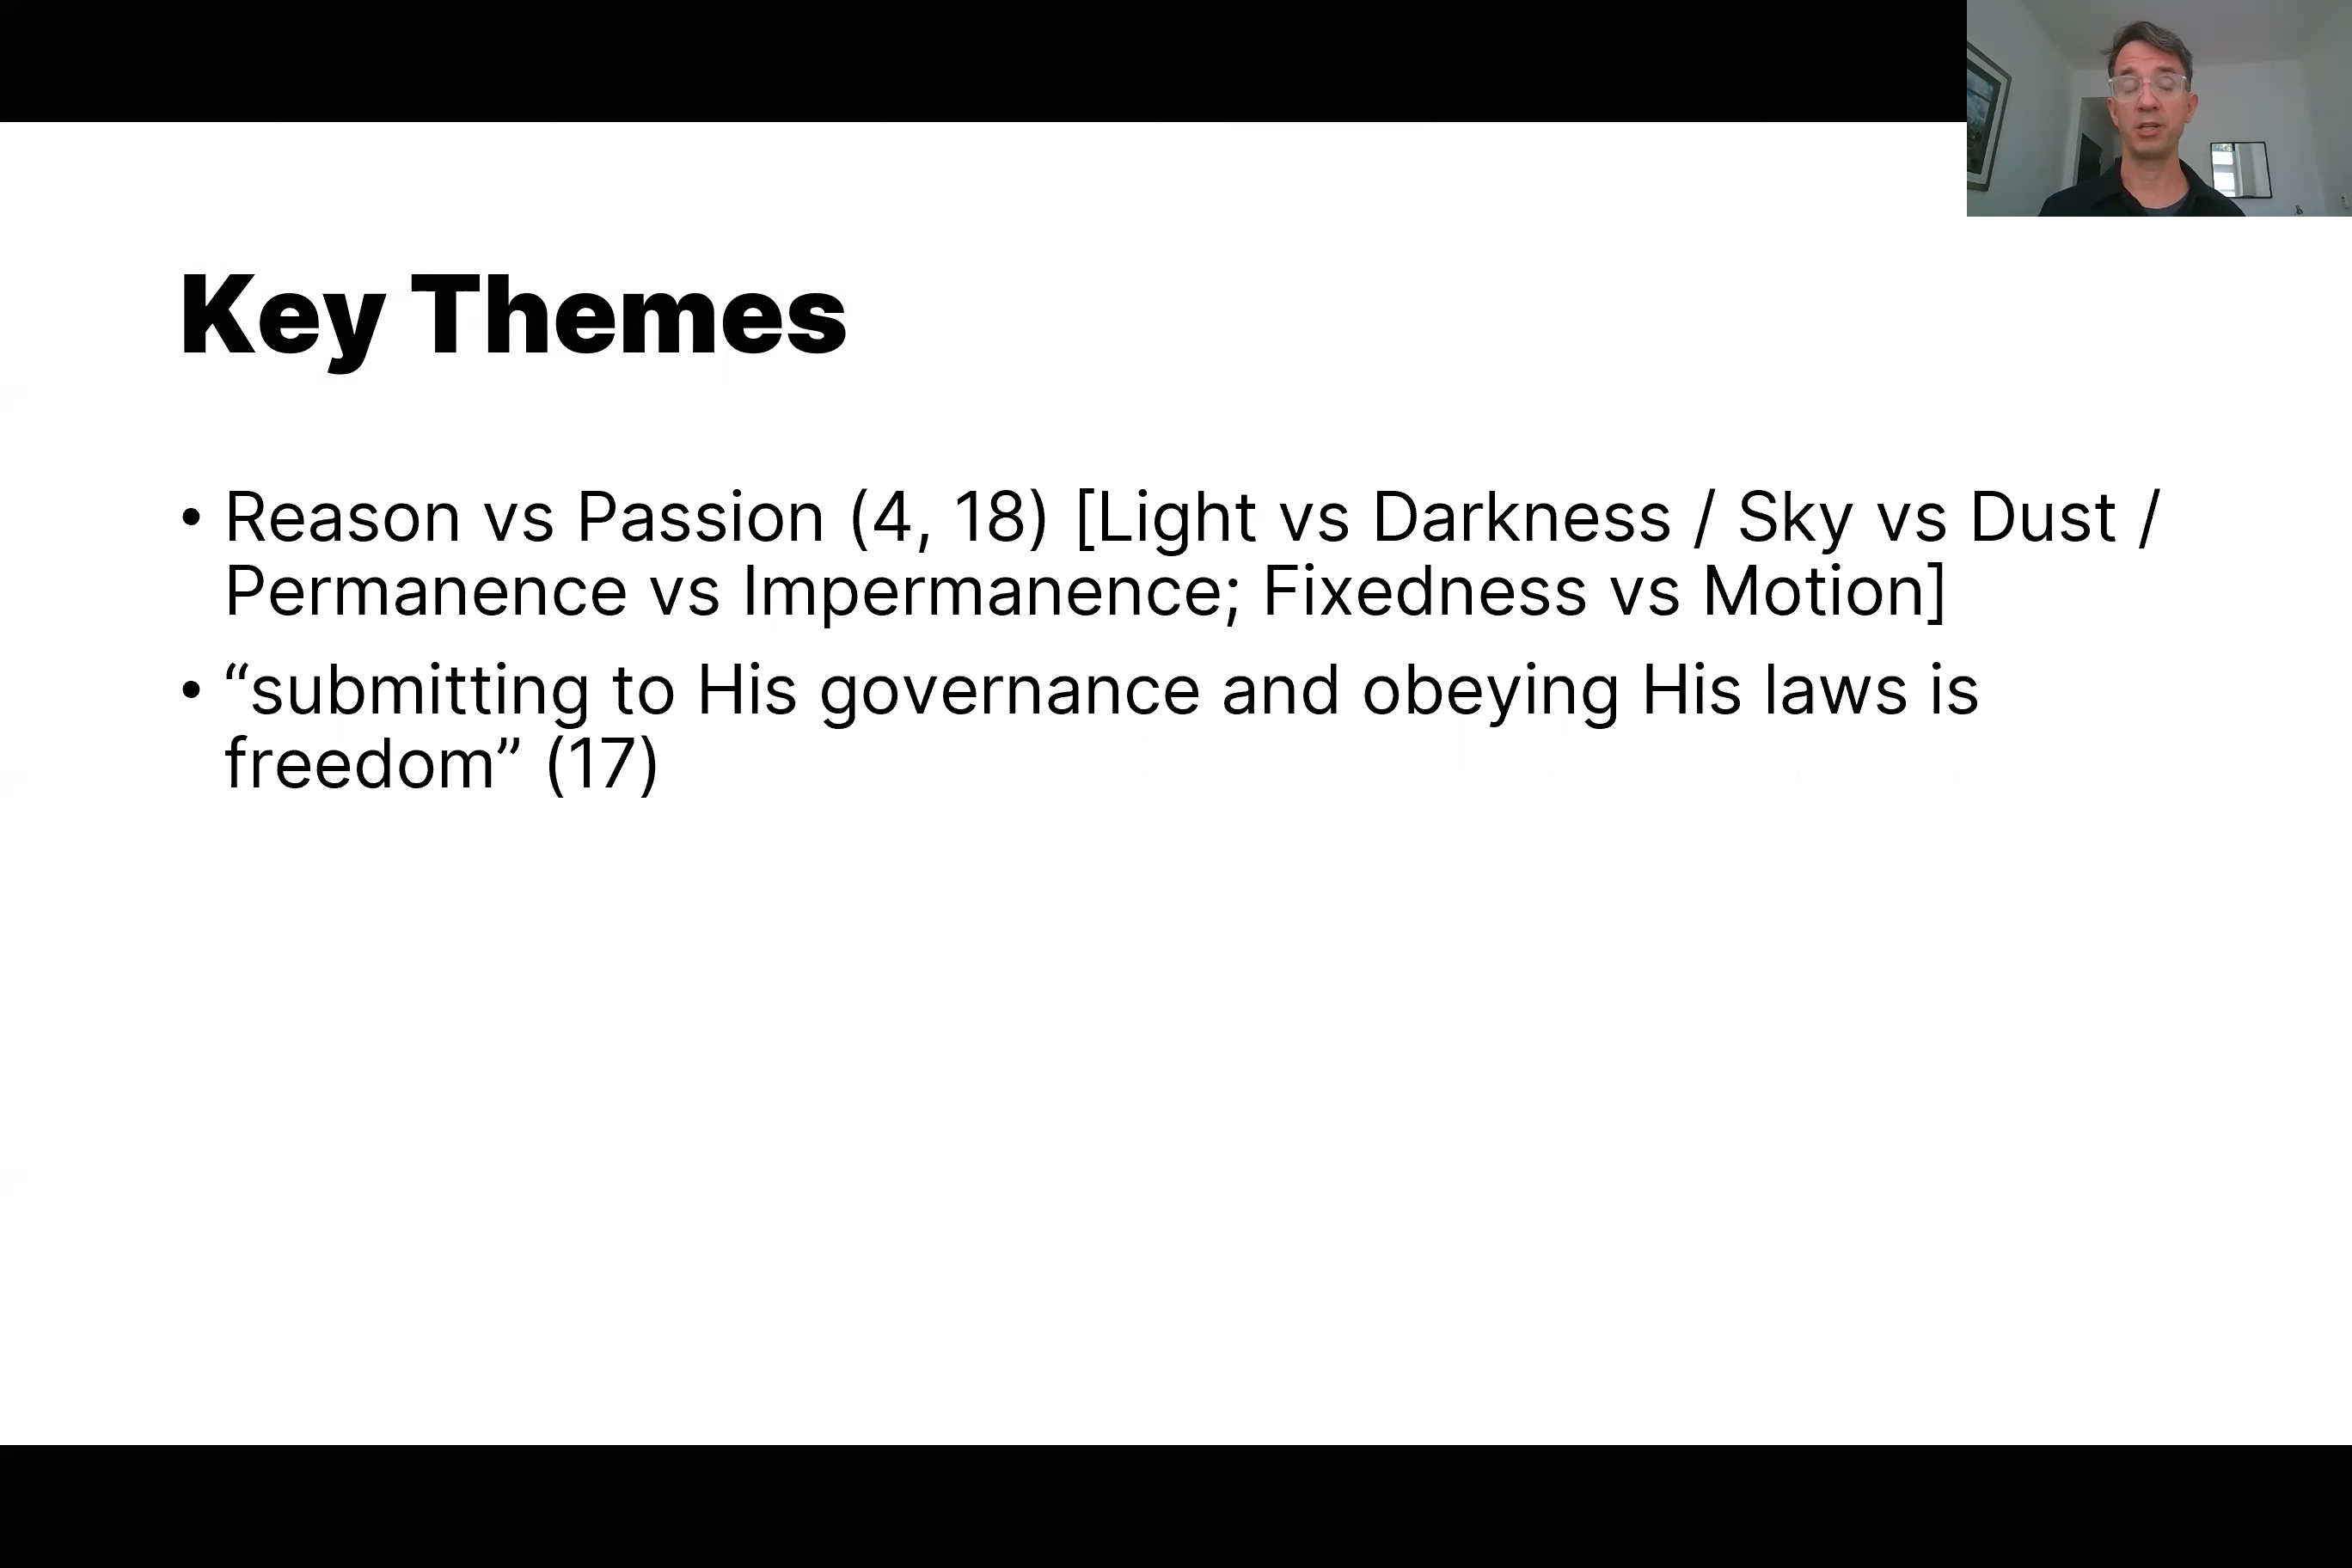 Key Themes
• Reason vs Passion (4, 18) [Light vs Darkness / Sky vs Dust /
Permanence vs Impermanence; Fixedness vs Motion]
• “submitting to His governance and obeying His laws is
freedom” (17)